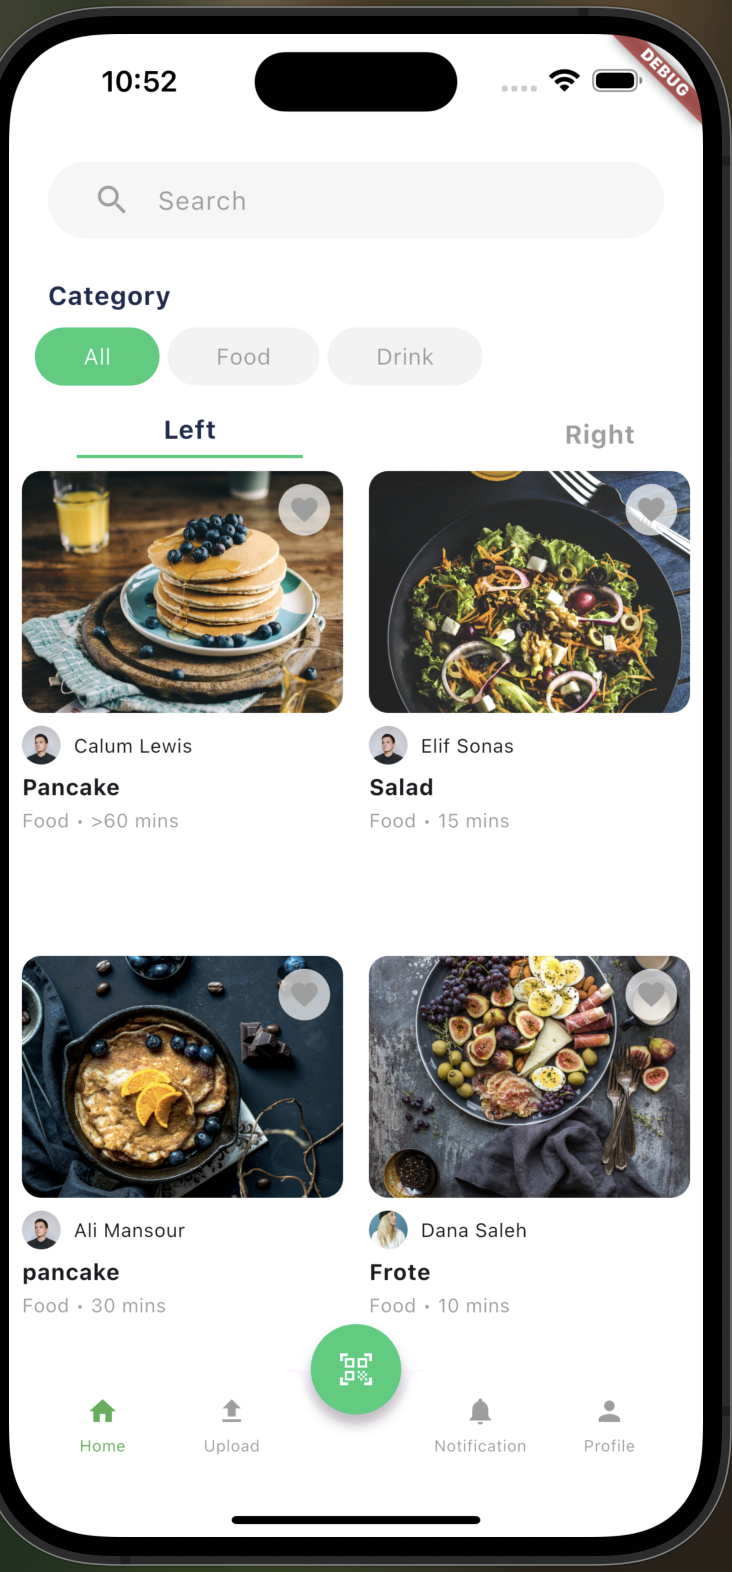 10:52
DEBUG
Search
Category
All Food Drink
Left Right
Calum Lewis Elif Sonas
Pancake Salad
Food • >60 mins Food • 15 mins
Ali Mansour Dana Saleh
pancake Frote
Food • 30 mins Food • 10 mins
Home Upload Notification Profile